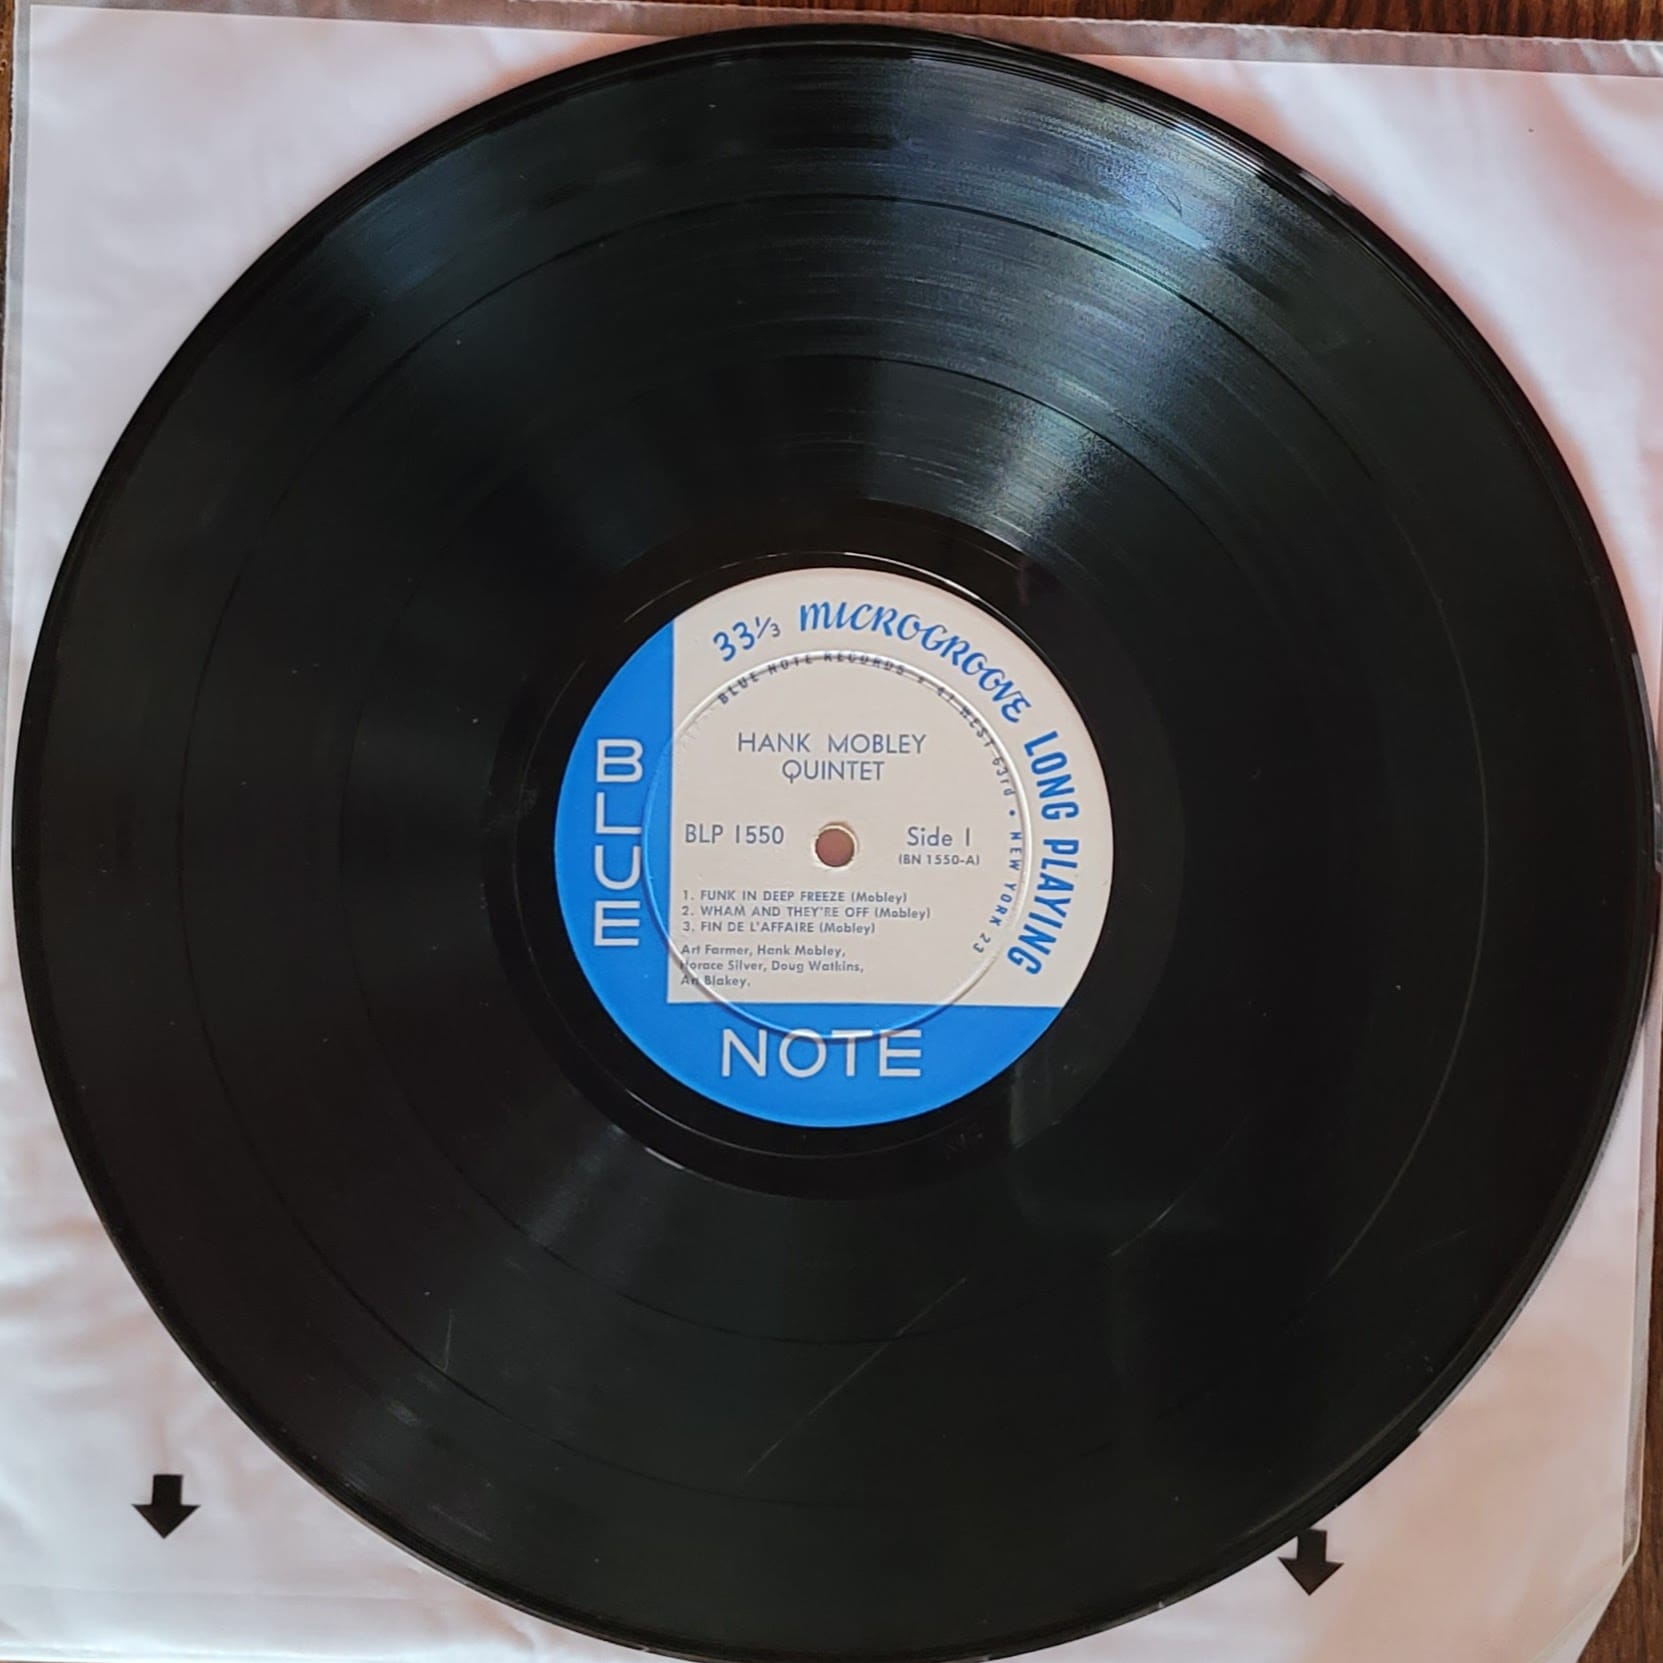 33⅓ MICROGROOVE LONG PLAYING
BLUE NOTE RECORDS • 47 WEST 63rd • NEW YORK 23
HANK MOBLEY
QUINTET
BLP 1550
Side 1
(BN 1550-A)
1. FUNK IN DEEP FREEZE (Mobley)
2. WHAM AND THEY'RE OFF (Mobley)
3. FIN DE L'AFFAIRE (Mobley)
Art Farmer, Hank Mobley,
Horace Silver, Doug Watkins,
Art Blakey.
BLUE
NOTE